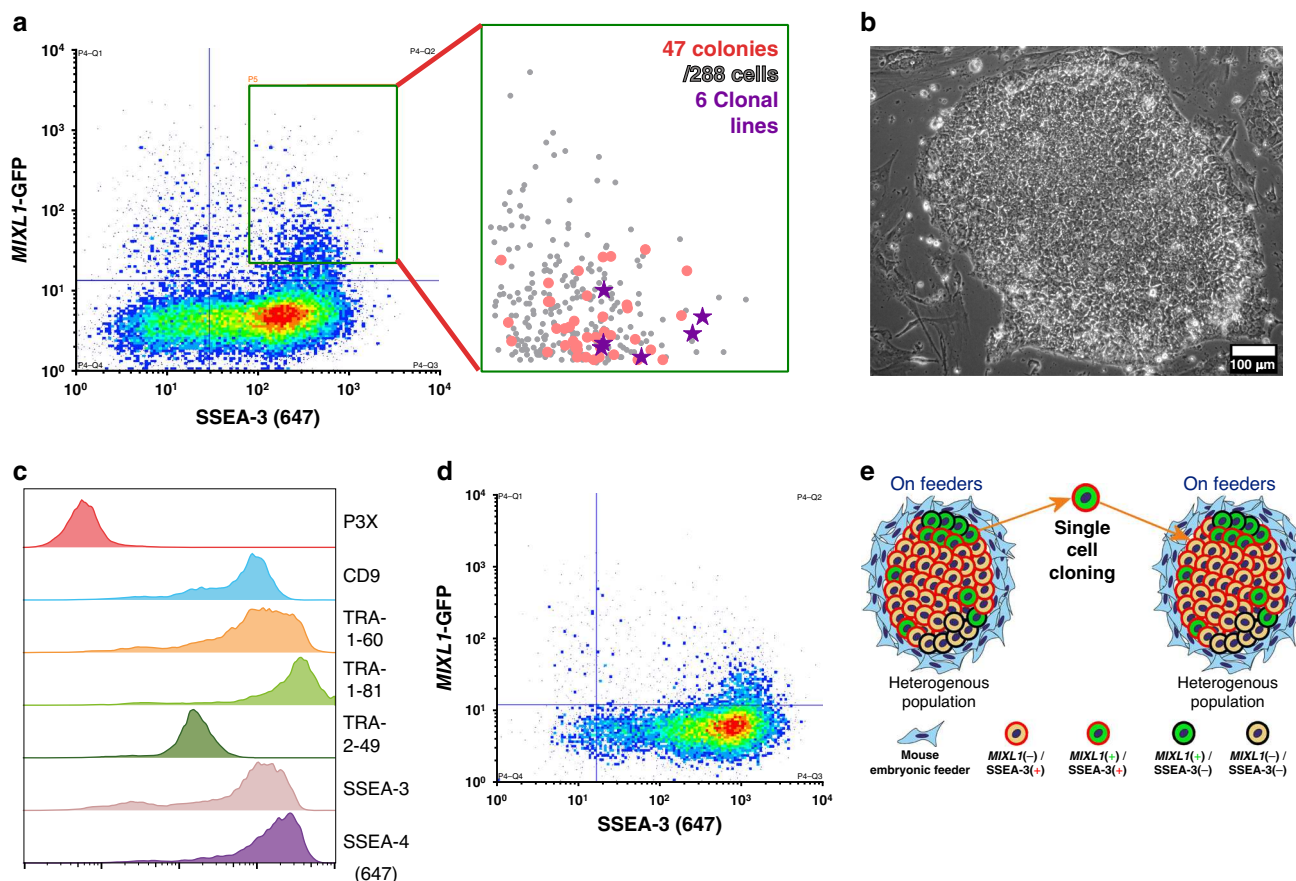 a
P4–Q1
P4–Q2
P5
10⁴
10³
10²
10¹
10⁰
MIXL1-GFP
P4–Q4
P4–Q3
10⁰ 10¹ 10² 10³ 10⁴
SSEA-3 (647)
47 colonies
/288 cells
6 Clonal
lines
b
100 μm
c
P3X
CD9
TRA-
1-60
TRA-
1-81
TRA-
2-49
SSEA-3
SSEA-4
(647)
d
P4–Q1
P4–Q2
10⁴
10³
10²
10¹
10⁰
MIXL1-GFP
P4–Q4
P4–Q3
10⁰ 10¹ 10² 10³ 10⁴
SSEA-3 (647)
e
On feeders
On feeders
Single
cell
cloning
Heterogenous
population
Heterogenous
population
Mouse
embryonic feeder
MIXL1(–) /
SSEA-3(+)
MIXL1(+) /
SSEA-3(+)
MIXL1(+) /
SSEA-3(–)
MIXL1(–) /
SSEA-3(–)